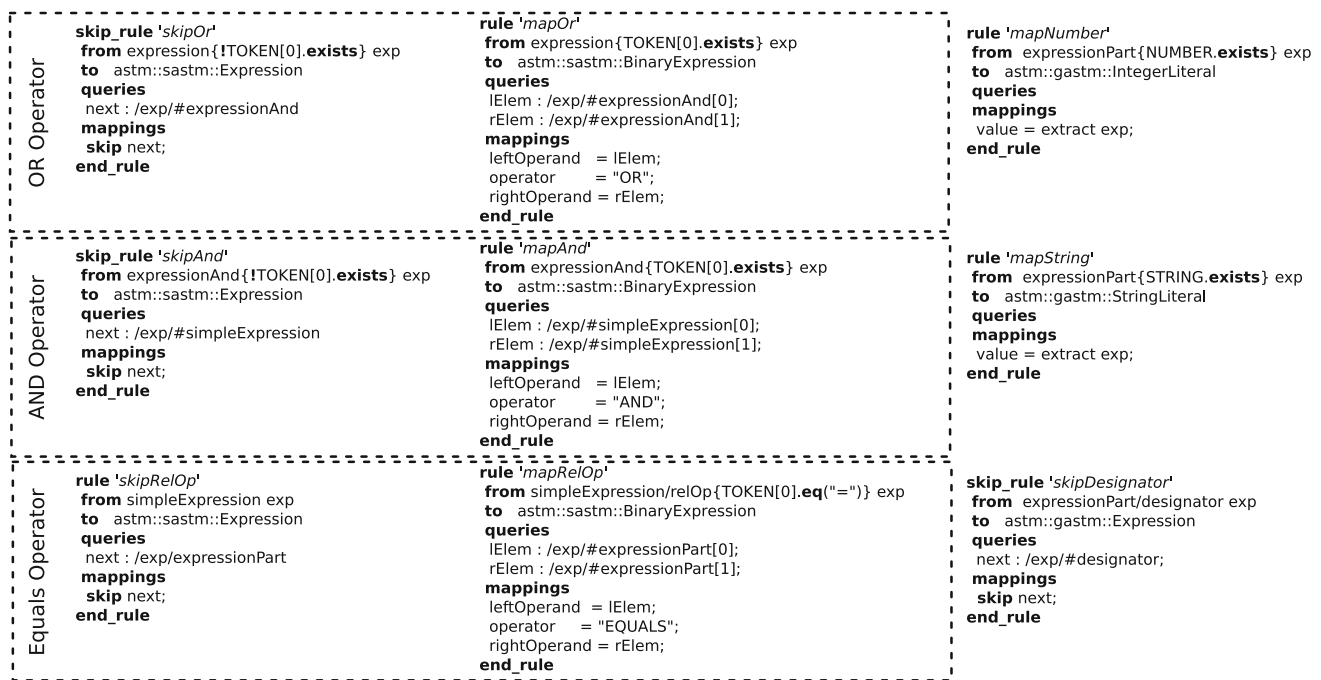 OR Operator
skip_rule 'skipOr'
from expression{!TOKEN[0].exists} exp
to astm::sastm::Expression
queries
next : /exp/#expressionAnd
mappings
skip next;
end_rule
rule 'mapOr'
from expression{TOKEN[0].exists} exp
to astm::sastm::BinaryExpression
queries
lElem : /exp/#expressionAnd[0];
rElem : /exp/#expressionAnd[1];
mappings
leftOperand = lElem;
operator = "OR";
rightOperand = rElem;
end_rule
rule 'mapNumber'
from expressionPart{NUMBER.exists} exp
to astm::gastm::IntegerLiteral
queries
mappings
value = extract exp;
end_rule
AND Operator
skip_rule 'skipAnd'
from expressionAnd{!TOKEN[0].exists} exp
to astm::sastm::Expression
queries
next : /exp/#simpleExpression
mappings
skip next;
end_rule
rule 'mapAnd'
from expressionAnd{TOKEN[0].exists} exp
to astm::sastm::BinaryExpression
queries
lElem : /exp/#simpleExpression[0];
rElem : /exp/#simpleExpression[1];
mappings
leftOperand = lElem;
operator = "AND";
rightOperand = rElem;
end_rule
rule 'mapString'
from expressionPart{STRING.exists} exp
to astm::gastm::StringLiteral
queries
mappings
value = extract exp;
end_rule
Equals Operator
rule 'skipRelOp'
from simpleExpression exp
to astm::sastm::Expression
queries
next : /exp/expressionPart
mappings
skip next;
end_rule
rule 'mapRelOp'
from simpleExpression/relOp{TOKEN[0].eq("=")} exp
to astm::sastm::BinaryExpression
queries
lElem : /exp/#expressionPart[0];
rElem : /exp/#expressionPart[1];
mappings
leftOperand = lElem;
operator = "EQUALS";
rightOperand = rElem;
end_rule
skip_rule 'skipDesignator'
from expressionPart/designator exp
to astm::gastm::Expression
queries
next : /exp/#designator;
mappings
skip next;
end_rule